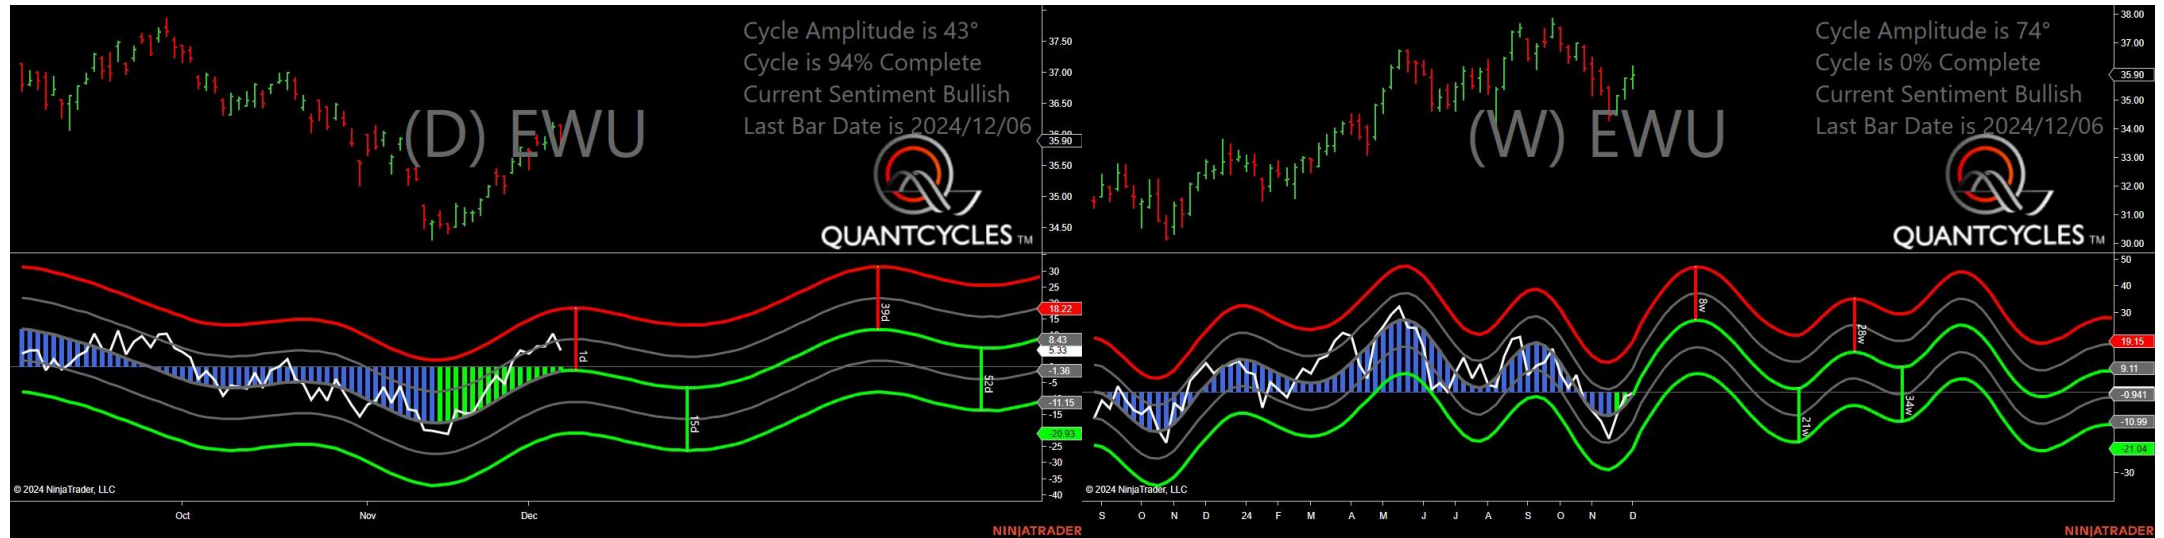 Cycle Amplitude is 43°
Cycle is 94% Complete
Current Sentiment Bullish
Last Bar Date is 2024/12/06
(D) EWU
QUANTCYCLES TM
37.50
37.00
36.50
35.90
35.50
35.00
34.50
30
25
18.22
15
8.43
5.33
-1.36
-5
-11.15
-15
-20.93
-25
-30
-35
-40
1d
15d
39d
52d
© 2024 NinjaTrader, LLC
Oct Nov Dec
NINJATRADER
Cycle Amplitude is 74°
Cycle is 0% Complete
Current Sentiment Bullish
Last Bar Date is 2024/12/06
(W) EWU
QUANTCYCLES TM
38.00
37.00
35.90
35.00
34.00
33.00
32.00
31.00
30.00
50
40
30
19.15
9.11
-0.941
-10.99
-21.04
-30
8w
21w
28w
34w
© 2024 NinjaTrader, LLC
S O N D 24 F M A M J J A S O N D
NINJATRADER